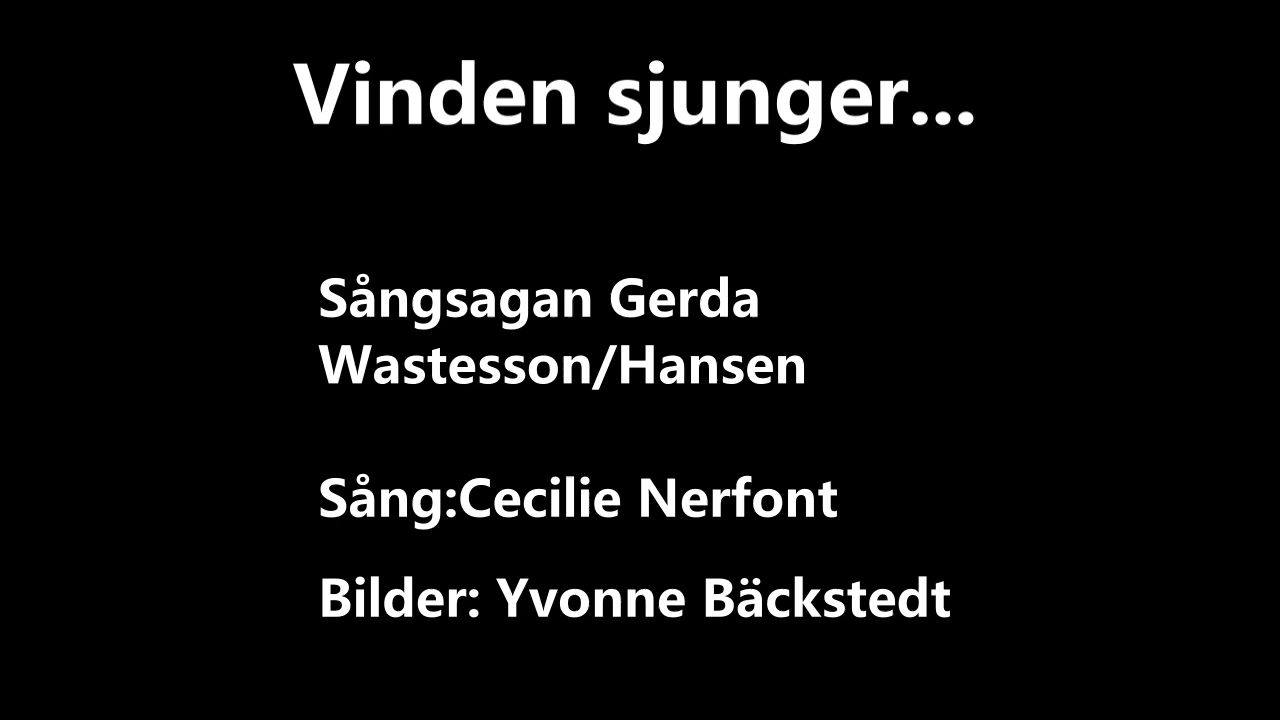 Vinden sjunger...
Sångsagan Gerda
Wastesson/Hansen
Sång:Cecilie Nerfont
Bilder: Yvonne Bäckstedt